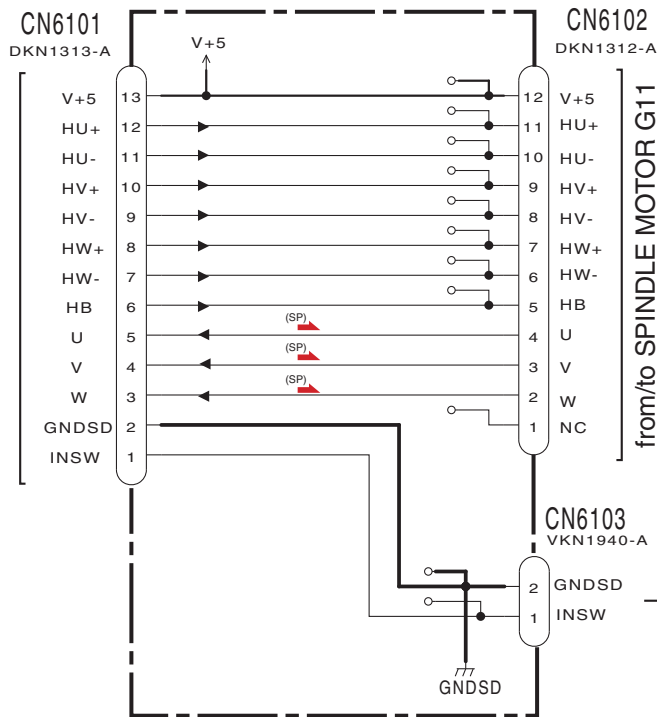 CN6101
DKN1313-A
CN6102
DKN1312-A
V+5
V+5 13 12 V+5
HU+ 12 11 HU+
HU- 11 10 HU-
HV+ 10 9 HV+
HV- 9 8 HV-
HW+ 8 7 HW+
HW- 7 6 HW-
HB 6 5 HB
U 5 (SP) 4 U
V 4 (SP) 3 V
W 3 (SP) 2 W
GNDSD 2 1 NC
INSW 1
from/to SPINDLE MOTOR G11
CN6103
VKN1940-A
2 GNDSD
1 INSW
GNDSD